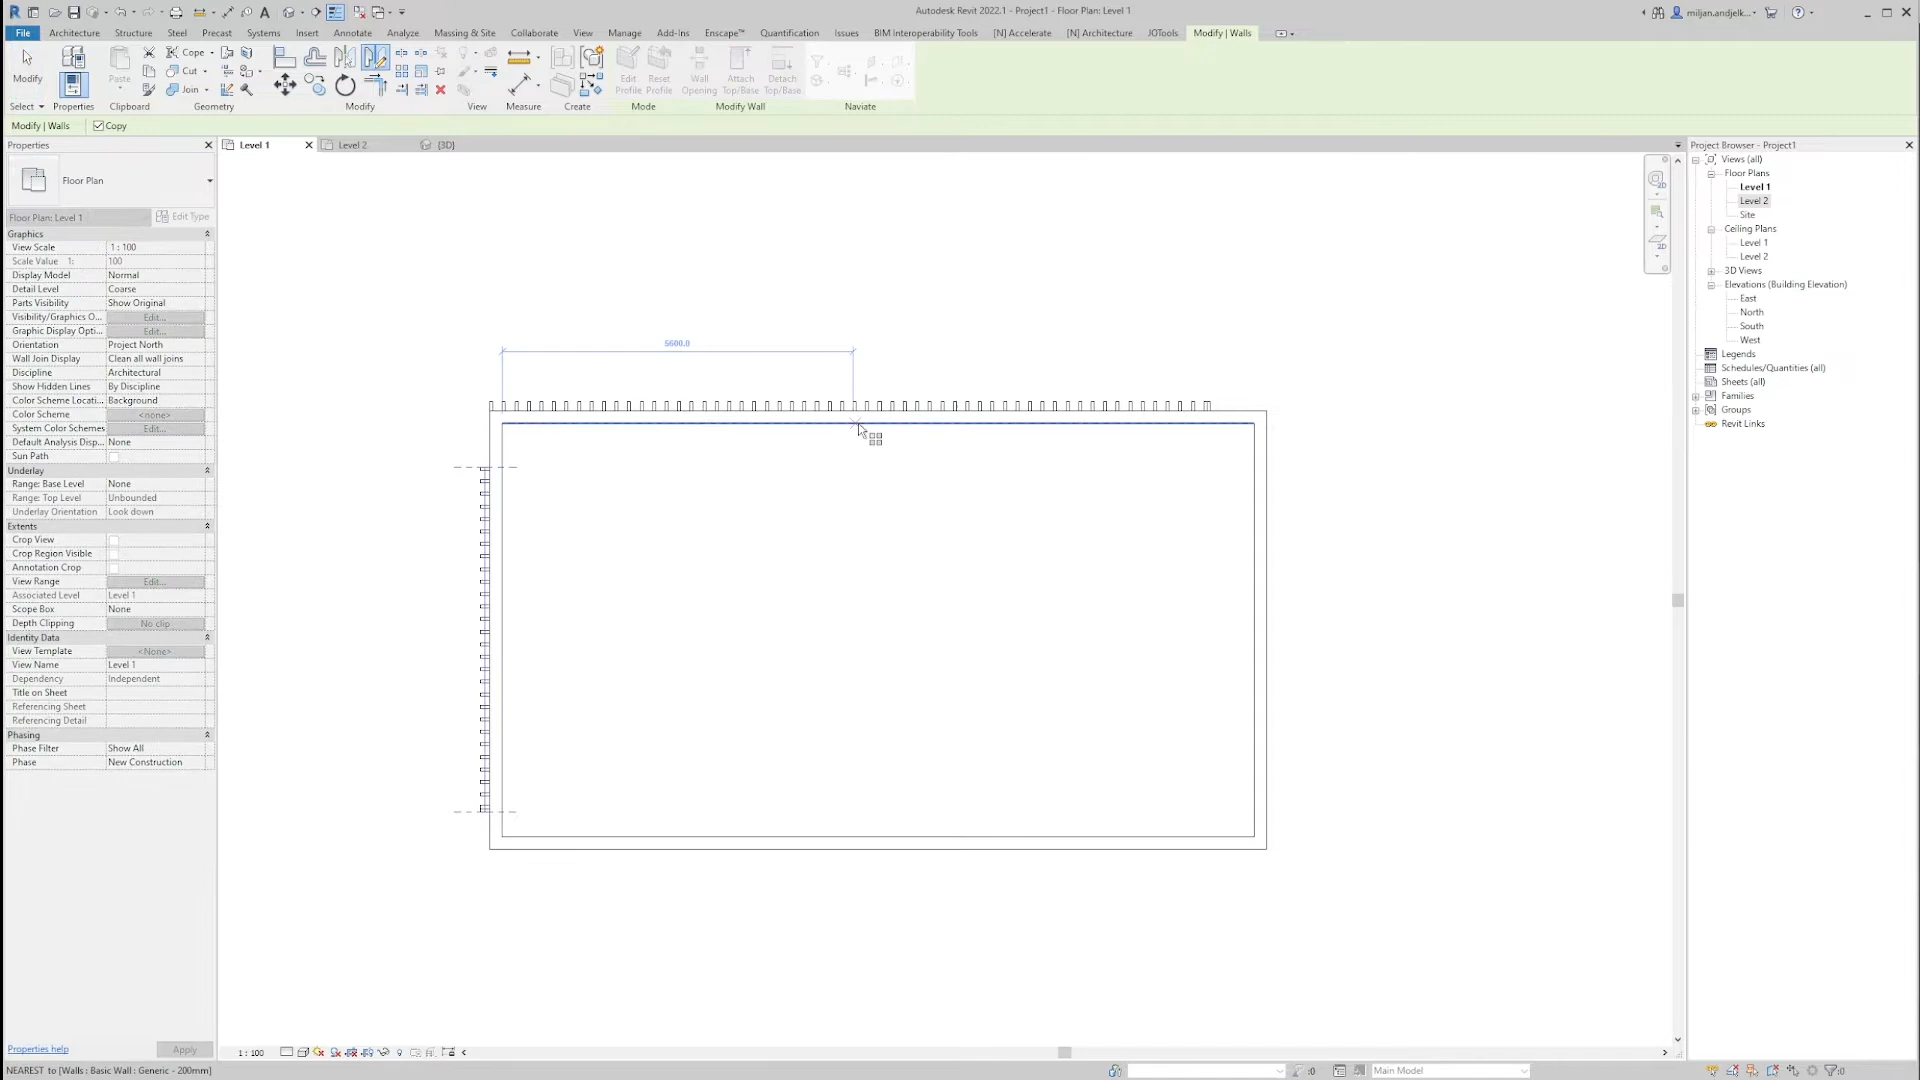 Autodesk Revit 2022.1 - Project1 - Floor Plan: Level 1
miljan.andjelk...
File Architecture Structure Steel Precast Systems Insert Annotate Analyze Massing & Site Collaborate View Manage Add-Ins Enscape™ Quantification Issues BIM Interoperability Tools [N] Accelerate [N] Architecture JOTools Modify | Walls
Modify
Paste
Cope
Cut
Join
Edit Profile
Reset Profile
Wall Opening
Attach Top/Base
Detach Top/Base
Select Properties Clipboard Geometry Modify View Measure Create Mode Modify Wall Naviate
Modify | Walls Copy
Properties
Level 1 Level 2 {3D}
Project Browser - Project1
Floor Plan
Floor Plan: Level 1 Edit Type
Graphics
View Scale 1 : 100
Scale Value 1: 100
Display Model Normal
Detail Level Coarse
Parts Visibility Show Original
Visibility/Graphics O... Edit...
Graphic Display Opti... Edit...
Orientation Project North
Wall Join Display Clean all wall joins
Discipline Architectural
Show Hidden Lines By Discipline
Color Scheme Locati... Background
Color Scheme <none>
System Color Schemes Edit...
Default Analysis Disp... None
Sun Path
Underlay
Range: Base Level None
Range: Top Level Unbounded
Underlay Orientation Look down
Extents
Crop View
Crop Region Visible
Annotation Crop
View Range Edit...
Associated Level Level 1
Scope Box None
Depth Clipping No clip
Identity Data
View Template <None>
View Name Level 1
Dependency Independent
Title on Sheet
Referencing Sheet
Referencing Detail
Phasing
Phase Filter Show All
Phase New Construction
Properties help Apply
5600.0
2D
2D
Views (all)
Floor Plans
Level 1
Level 2
Site
Ceiling Plans
Level 1
Level 2
3D Views
Elevations (Building Elevation)
East
North
South
West
Legends
Schedules/Quantities (all)
Sheets (all)
Families
Groups
Revit Links
1 : 100
NEAREST to [Walls : Basic Wall : Generic - 200mm]
:0
Main Model
:0